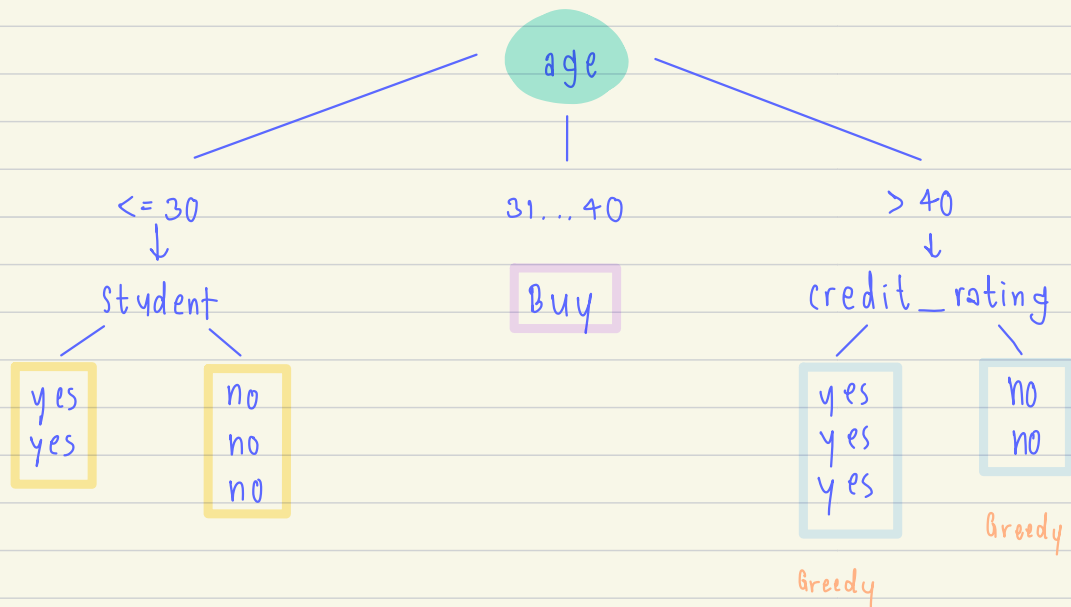 age
<= 30
31...40
> 40
student
Buy
credit_rating
yes
yes
no
no
no
yes
yes
yes
no
no
Greedy
Greedy